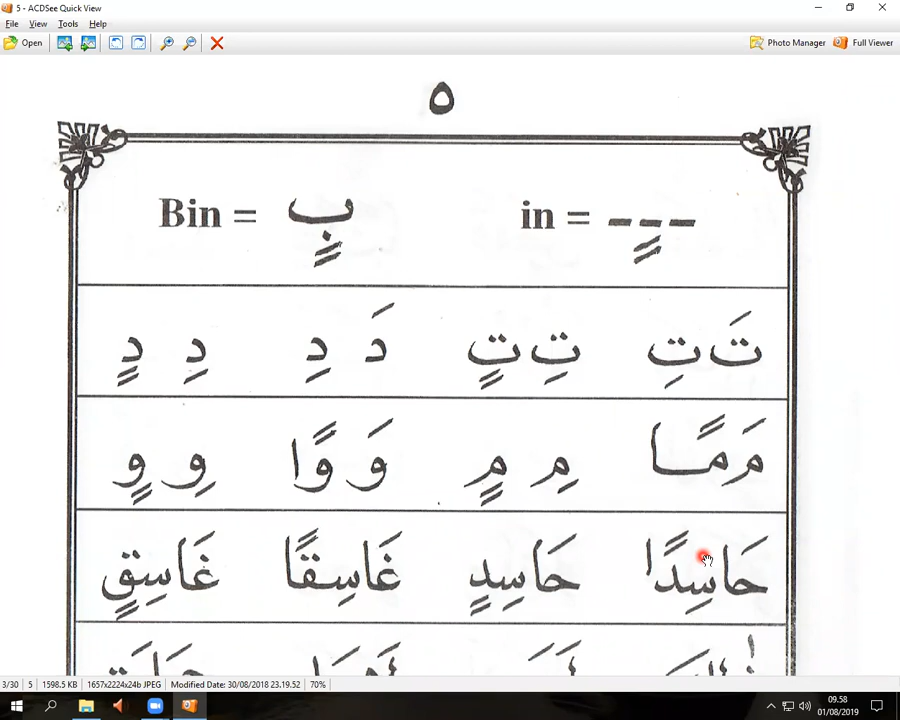 5 - ACDSee Quick View
File View Tools Help
Open Photo Manager Full Viewer
٥
in = ـٍ Bin = بٍ
تَ تِ تِ تٍ دَ دِ دِ دٍ
مَ مًا مِ مٍ وَ وًا وِ وٍ
حَاسِدًا حَاسِدٍ غَاسِقًا غَاسِقٍ
3/30 5 1598.5 KB 1657x2224x24b JPEG Modified Date: 30/08/2018 23.19.52 70%
09.58
01/08/2019